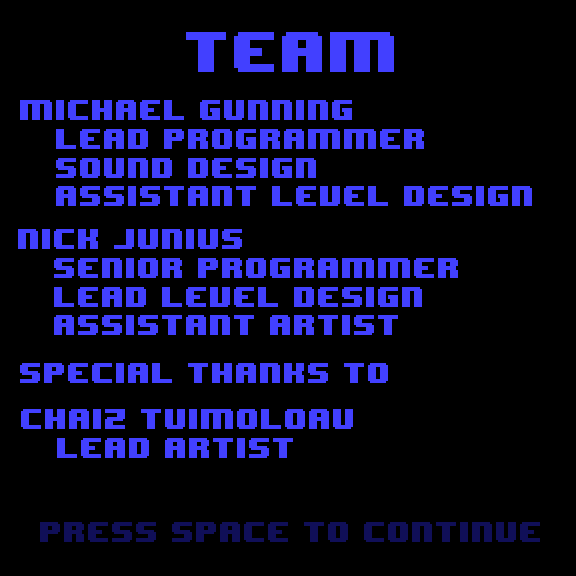 TEAM
MICHAEL GUNNING
LEAD PROGRAMMER
SOUND DESIGN
ASSISTANT LEVEL DESIGN
NICK JUNIUS
SENIOR PROGRAMMER
LEAD LEVEL DESIGN
ASSISTANT ARTIST
SPECIAL THANKS TO
CHAIZ TUIMOLOAU
LEAD ARTIST
PRESS SPACE TO CONTINUE